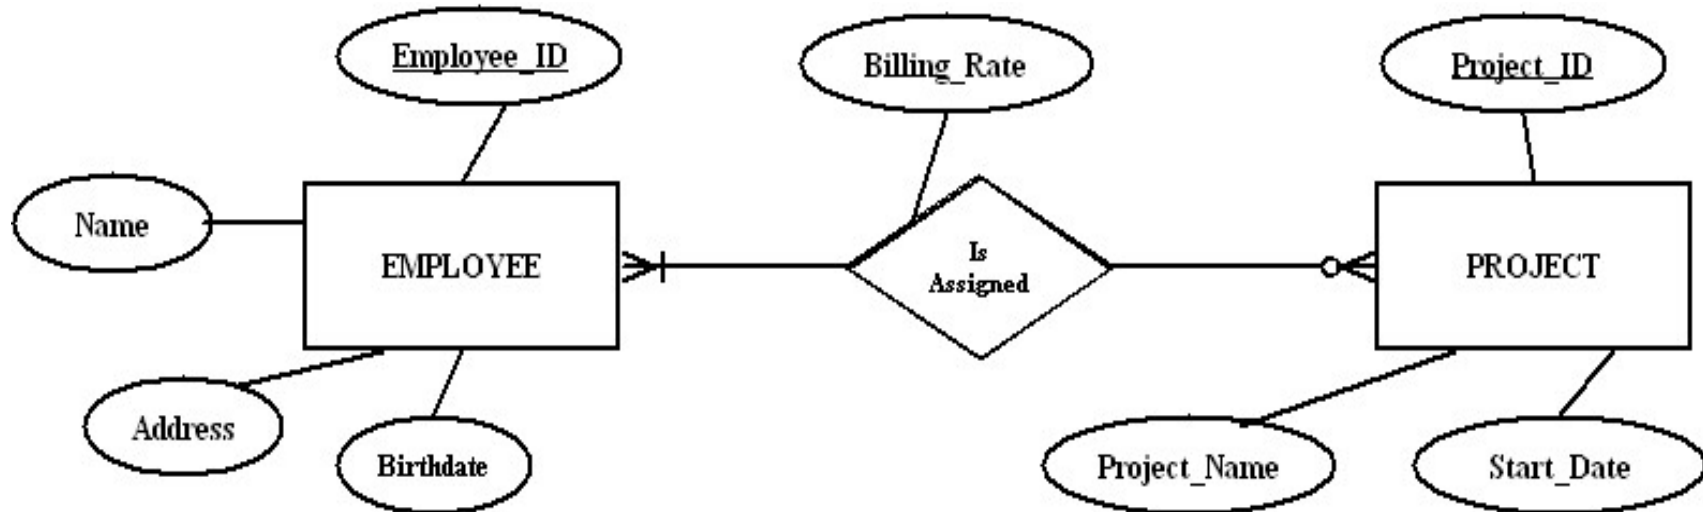 Employee_ID
Billing_Rate
Project_ID
Name
EMPLOYEE
Is
Assigned
PROJECT
Address
Birthdate
Project_Name
Start_Date